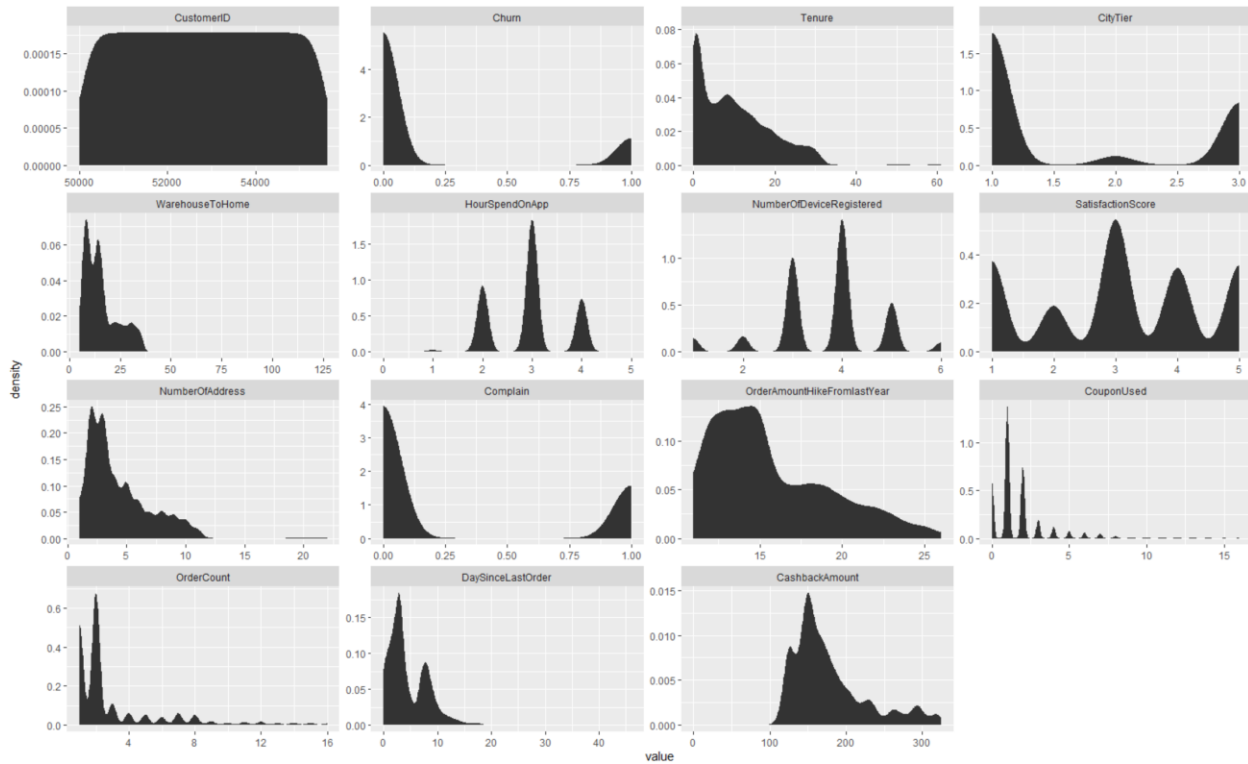 CustomerID Churn Tenure CityTier
0.00015
0.00010
0.00005
0.00000
50000 52000 54000
4
2
0
0.00 0.25 0.50 0.75 1.00
0.08
0.06
0.04
0.02
0.00
0 20 40 60
1.5
1.0
0.5
0.0
1.0 1.5 2.0 2.5 3.0
WarehouseToHome HourSpendOnApp NumberOfDeviceRegistered SatisfactionScore
0.06
0.04
0.02
0.00
0 25 50 75 100 125
1.5
1.0
0.5
0.0
0 1 2 3 4 5
1.0
0.5
0.0
2 4 6
0.4
0.2
0.0
1 2 3 4 5
density
NumberOfAddress Complain OrderAmountHikeFromlastYear CouponUsed
0.25
0.20
0.15
0.10
0.05
0.00
0 5 10 15 20
4
3
2
1
0
0.00 0.25 0.50 0.75 1.00
0.10
0.05
0.00
15 20 25
1.0
0.5
0.0
0 5 10 15
OrderCount DaySinceLastOrder CashbackAmount
0.6
0.4
0.2
0.0
4 8 12 16
0.15
0.10
0.05
0.00
0 10 20 30 40
0.015
0.010
0.005
0.000
0 100 200 300
value